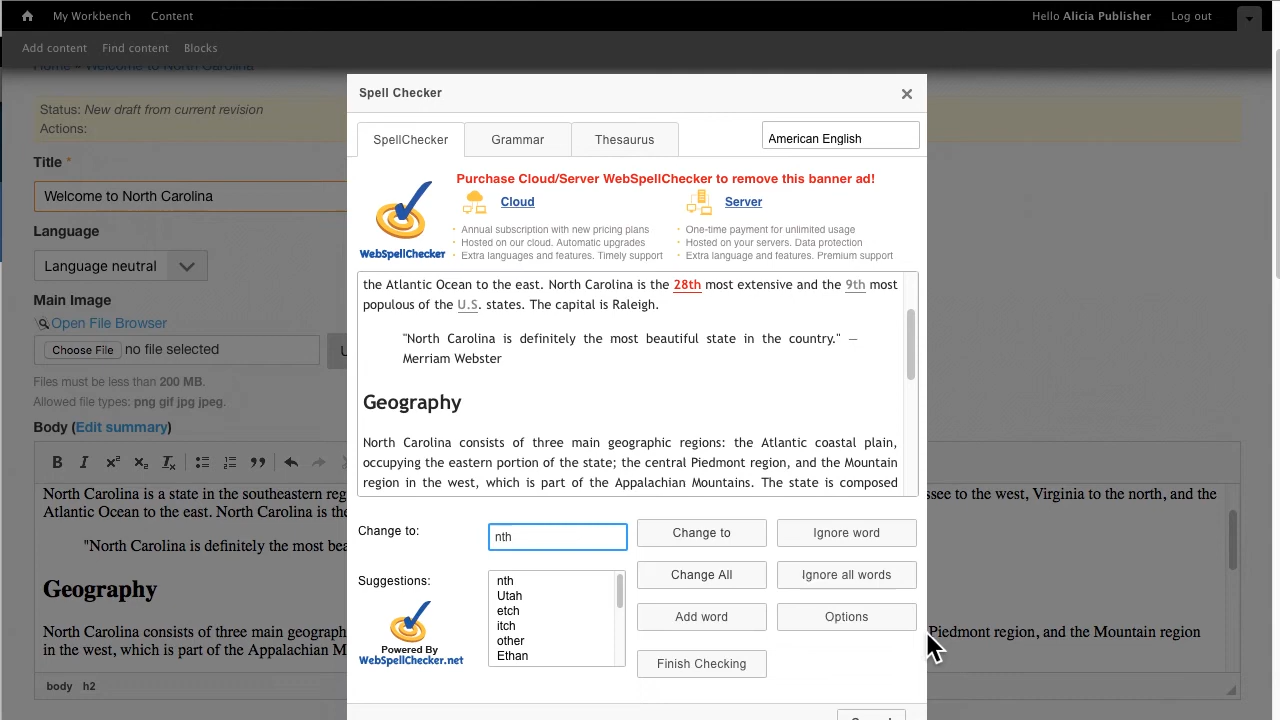 My Workbench Content Hello Alicia Publisher Log out
Add content Find content Blocks
Home » Welcome to North Carolina
Status: New draft from current revision
Actions:
Title *
Welcome to North Carolina
Language
Language neutral
Main Image
Open File Browser
Choose File no file selected
Files must be less than 200 MB.
Allowed file types: png gif jpg jpeg.
Body (Edit summary)
North Carolina is a state in the southeastern reg
ssee to the west, Virginia to the north, and the
Atlantic Ocean to the east. North Carolina is the
"North Carolina is definitely the most bea
Geography
North Carolina consists of three main geograph
Piedmont region, and the Mountain region
in the west, which is part of the Appalachian M
body h2
Spell Checker
SpellChecker Grammar Thesaurus American English
Purchase Cloud/Server WebSpellChecker to remove this banner ad!
Cloud Server
Annual subscription with new pricing plans One-time payment for unlimited usage
Hosted on our cloud. Automatic upgrades Hosted on your servers. Data protection
Extra languages and features. Timely support Extra language and features. Premium support
WebSpellChecker
the Atlantic Ocean to the east. North Carolina is the 28th most extensive and the 9th most
populous of the U.S. states. The capital is Raleigh.
"North Carolina is definitely the most beautiful state in the country." —
Merriam Webster
Geography
North Carolina consists of three main geographic regions: the Atlantic coastal plain,
occupying the eastern portion of the state; the central Piedmont region, and the Mountain
region in the west, which is part of the Appalachian Mountains. The state is composed
Change to: nth Change to Ignore word
Suggestions: Change All Ignore all words
nth
Utah
etch
itch
other
Ethan
Add word Options
Powered By
WebSpellChecker.net
Finish Checking